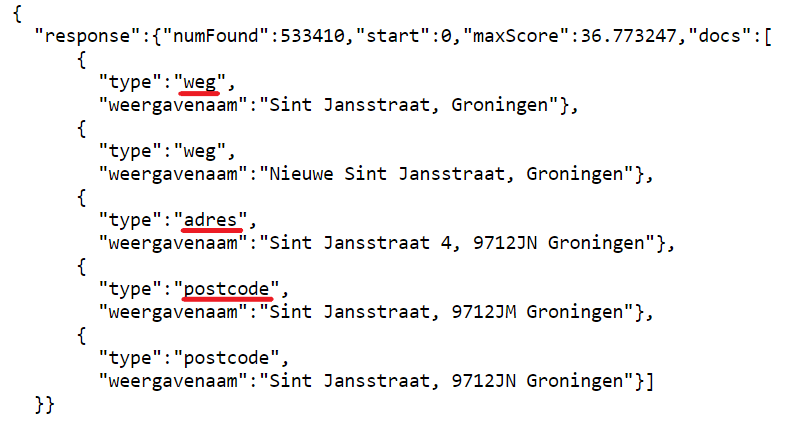 {
"response":{"numFound":533410,"start":0,"maxScore":36.773247,"docs":[
{
"type":"weg",
"weergavenaam":"Sint Jansstraat, Groningen"},
{
"type":"weg",
"weergavenaam":"Nieuwe Sint Jansstraat, Groningen"},
{
"type":"adres",
"weergavenaam":"Sint Jansstraat 4, 9712JN Groningen"},
{
"type":"postcode",
"weergavenaam":"Sint Jansstraat, 9712JM Groningen"},
{
"type":"postcode",
"weergavenaam":"Sint Jansstraat, 9712JN Groningen"}]
}}